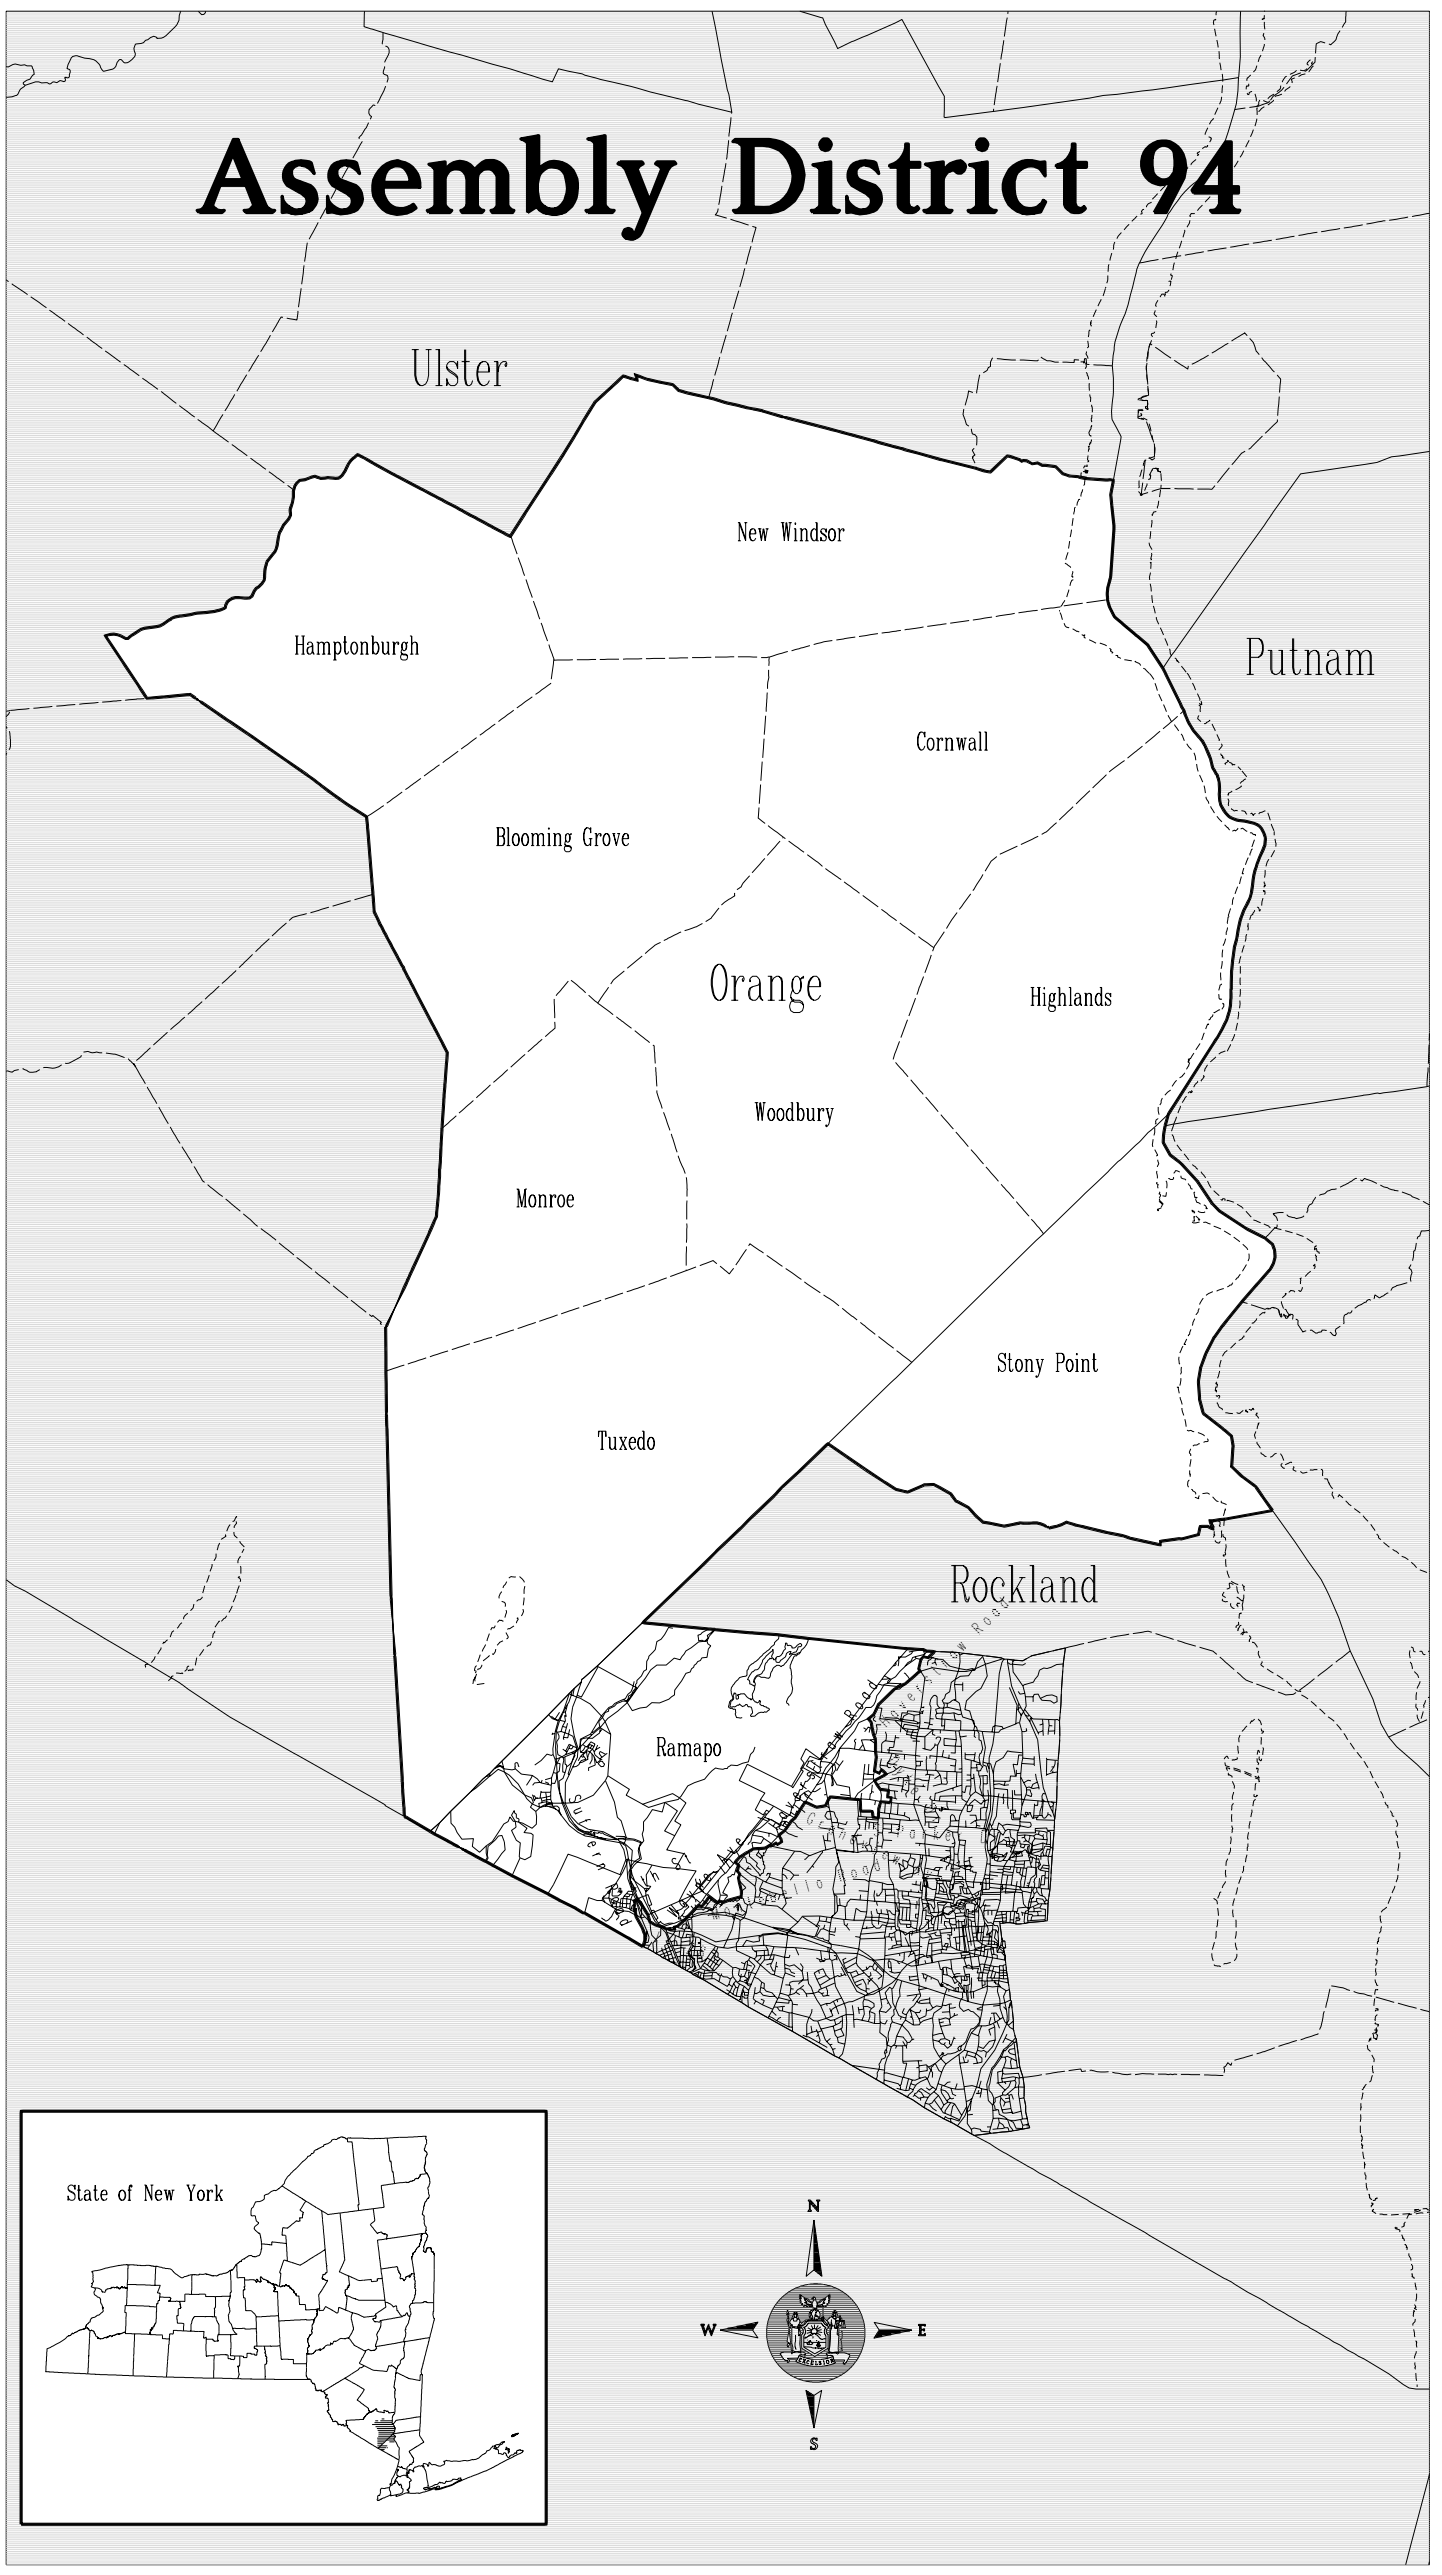 Assembly District 94
Ulster
New Windsor
Hamptonburgh
Putnam
Cornwall
Blooming Grove
Orange
Highlands
Woodbury
Monroe
Stony Point
Tuxedo
Rockland
Ramapo
State of New York
N
W
E
EXCELSIOR
S